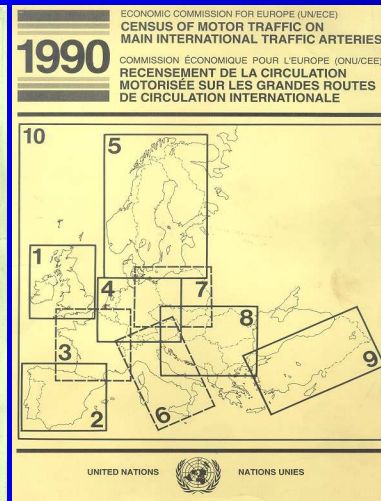 1990
ECONOMIC COMMISSION FOR EUROPE (UN/ECE)
CENSUS OF MOTOR TRAFFIC ON
MAIN INTERNATIONAL TRAFFIC ARTERIES
COMMISSION ÉCONOMIQUE POUR L'EUROPE (ONU/CEE)
RECENSEMENT DE LA CIRCULATION
MOTORISÉE SUR LES GRANDES ROUTES
DE CIRCULATION INTERNATIONALE
10
5
1
4
7
8
3
9
2
6
UNITED NATIONS
NATIONS UNIES